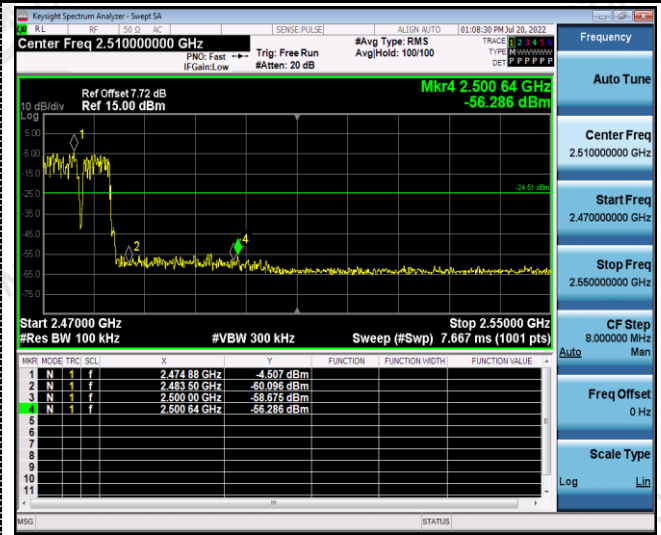 Keysight Spectrum Analyzer - Swept SA
RL RF 50 Ω AC SENSE:PULSE ALIGN AUTO 01:08:30 PM Jul 20, 2022
Center Freq 2.510000000 GHz
PNO: Fast
IFGain:Low
Trig: Free Run
#Atten: 20 dB
#Avg Type: RMS
Avg|Hold: 100/100
TRACE 1 2 3 4 5 6
TYPE M WWWWW
DET P P P P P P
Mkr4 2.500 64 GHz
-56.286 dBm
Ref Offset 7.72 dB
10 dB/div Ref 15.00 dBm
Log
5.00
-5.00
-15.0
-25.0
-35.0
-45.0
-55.0
-65.0
-75.0
1
2
4
-24.51 dBm
Start 2.47000 GHz Stop 2.55000 GHz
#Res BW 100 kHz #VBW 300 kHz Sweep (#Swp) 7.667 ms (1001 pts)
MKR MODE TRC SCL X Y FUNCTION FUNCTION WIDTH FUNCTION VALUE
1 N 1 f 2.474 88 GHz -4.507 dBm
2 N 1 f 2.483 50 GHz -60.096 dBm
3 N 1 f 2.500 00 GHz -58.675 dBm
4 N 1 f 2.500 64 GHz -56.286 dBm
5
6
7
8
9
10
11
MSG STATUS
Frequency
Auto Tune
Center Freq
2.510000000 GHz
Start Freq
2.470000000 GHz
Stop Freq
2.550000000 GHz
CF Step
8.000000 MHz
Auto Man
Freq Offset
0 Hz
Scale Type
Log Lin